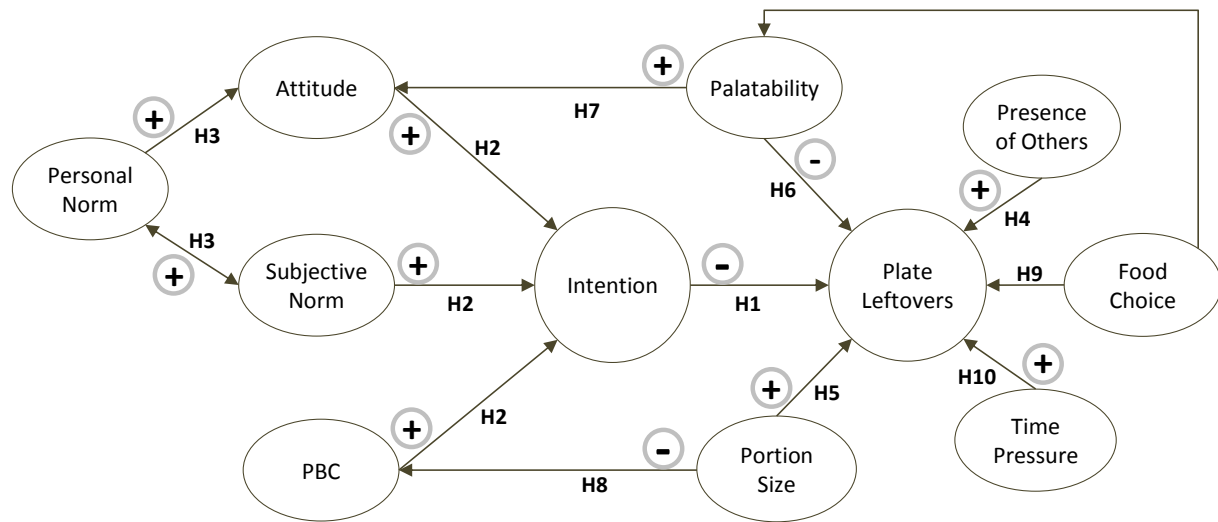 Attitude
+
Palatability
Presence
of Others
+
H3
+
H2
H7
-
H6
+
H4
Personal
Norm
H3
+
Subjective
Norm
+
H2
Intention
-
H1
Plate
Leftovers
H9
Food
Choice
+
H2
PBC
-
H8
+
H5
Portion
Size
H10
+
Time
Pressure